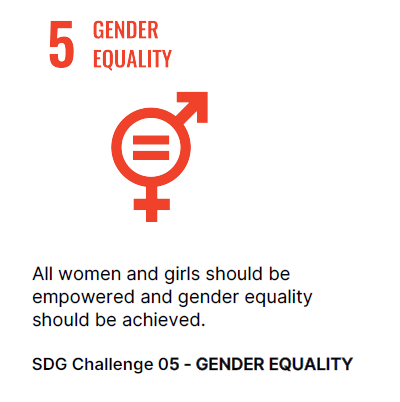 5 GENDER
EQUALITY
All women and girls should be
empowered and gender equality
should be achieved.
SDG Challenge 05 - GENDER EQUALITY